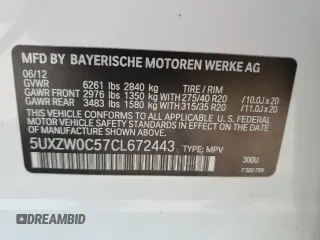 MFD BY BAYERISCHE MOTOREN WERKE AG
06/12 TIRE / RIM
GVWR 6261 lbs 2840 kg
GAWR FRONT 2976 lbs 1350 kg 275/40 R20 /10.0J x 20
GAWR REAR 3483 lbs 1580 kg 315/35 R20 /11.0J x 20
THIS VEHICLE CONFORMS TO ALL APPLICABLE U.S. FEDERAL
MOTOR VEHICLE SAFETY STANDARDS IN EFFECT ON
THE DATE OF MANUFACTURE SHOWN ABOVE.
5UXZW0C57CL672443 TYPE: MPV
300U
AUTOHELPERBOT.COM